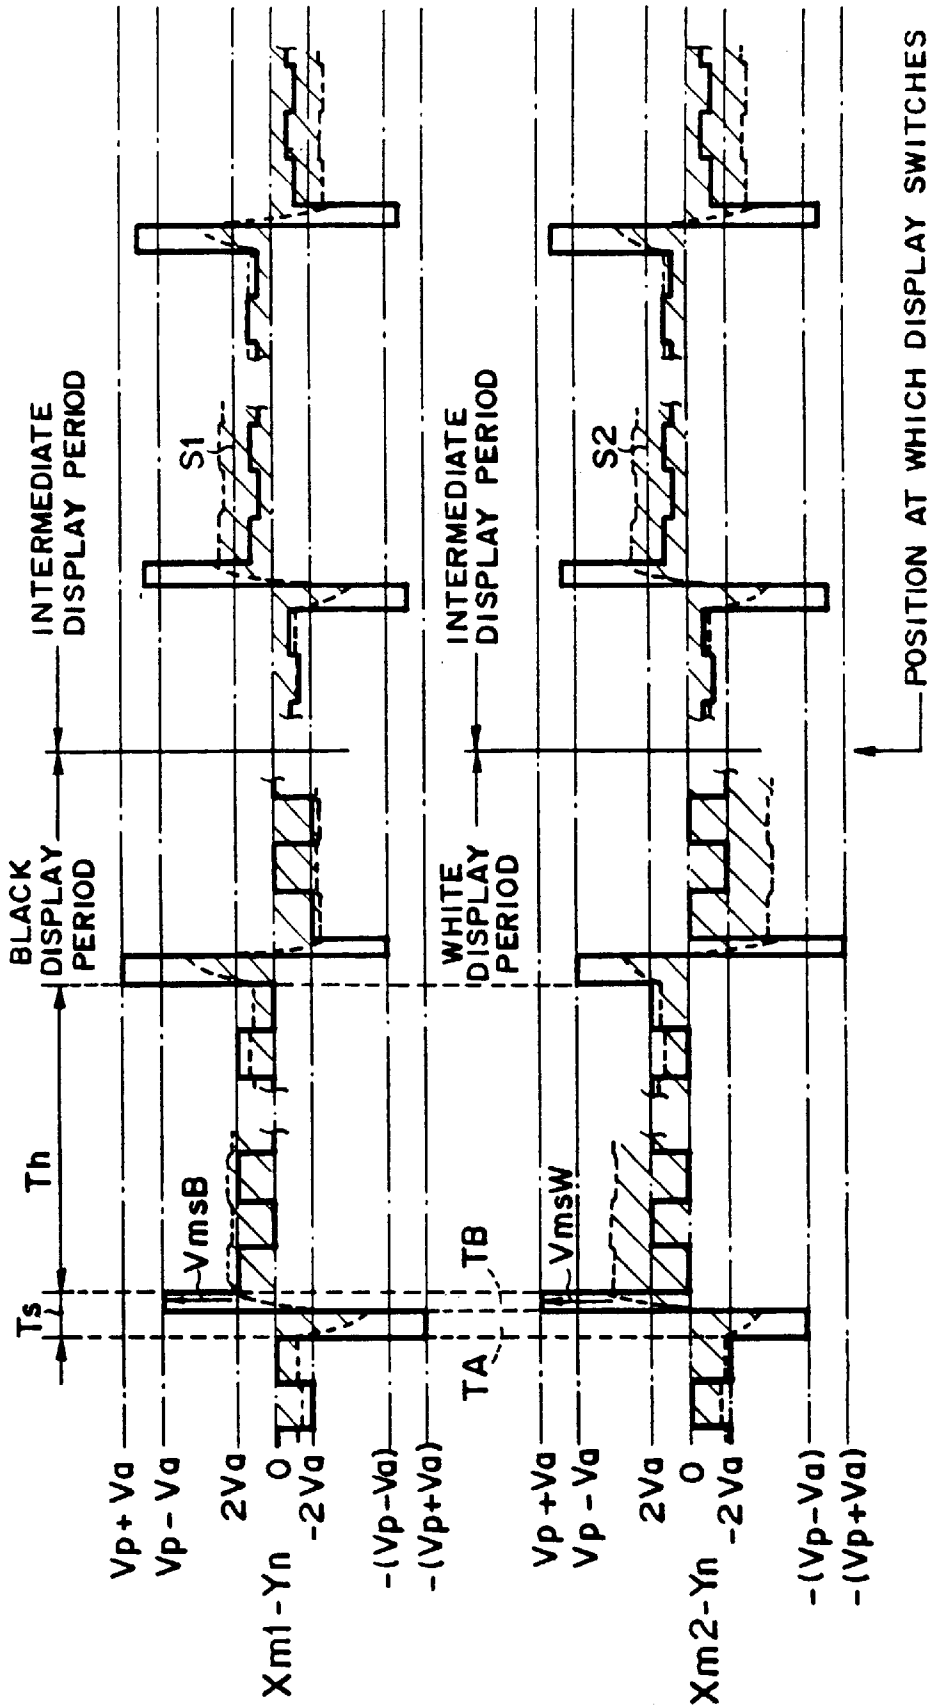 BLACK
DISPLAY
PERIOD
INTERMEDIATE
DISPLAY PERIOD
Ts
Th
Vp+Va
Vp-Va
2Va
0
-2Va
-(Vp-Va)
-(Vp+Va)
Xm1-Yn
VmsB
S1
TA
TB
WHITE
DISPLAY
PERIOD
INTERMEDIATE
DISPLAY PERIOD
Vp+Va
Vp-Va
2Va
0
-2Va
-(Vp-Va)
-(Vp+Va)
Xm2-Yn
VmsW
S2
POSITION AT WHICH DISPLAY SWITCHES